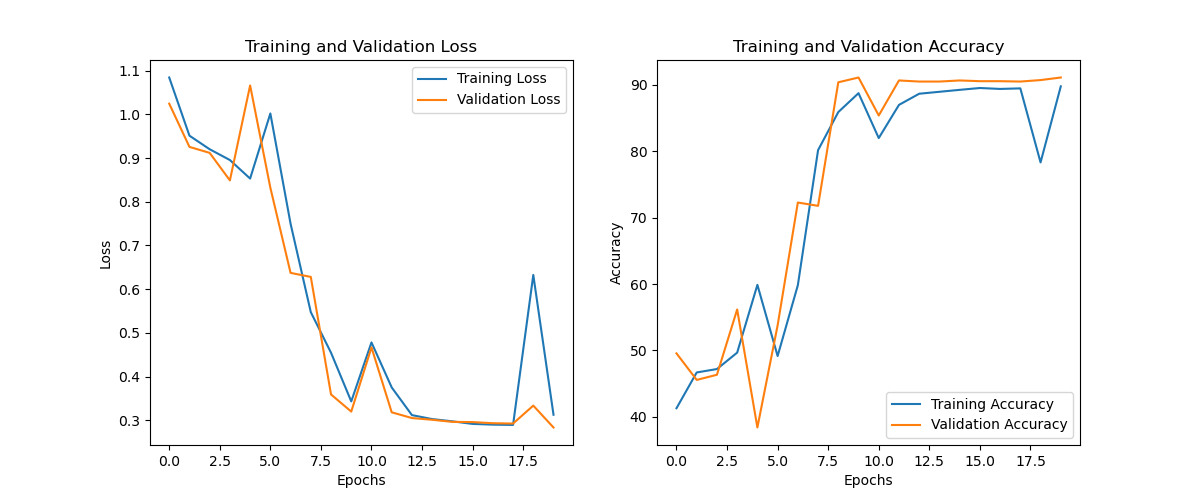 Training and Validation Loss
1.1
1.0
0.9
0.8
0.7
0.6
0.5
0.4
0.3
Loss
Training Loss
Validation Loss
0.0 2.5 5.0 7.5 10.0 12.5 15.0 17.5
Epochs
Training and Validation Accuracy
90
80
70
60
50
40
Accuracy
Training Accuracy
Validation Accuracy
0.0 2.5 5.0 7.5 10.0 12.5 15.0 17.5
Epochs